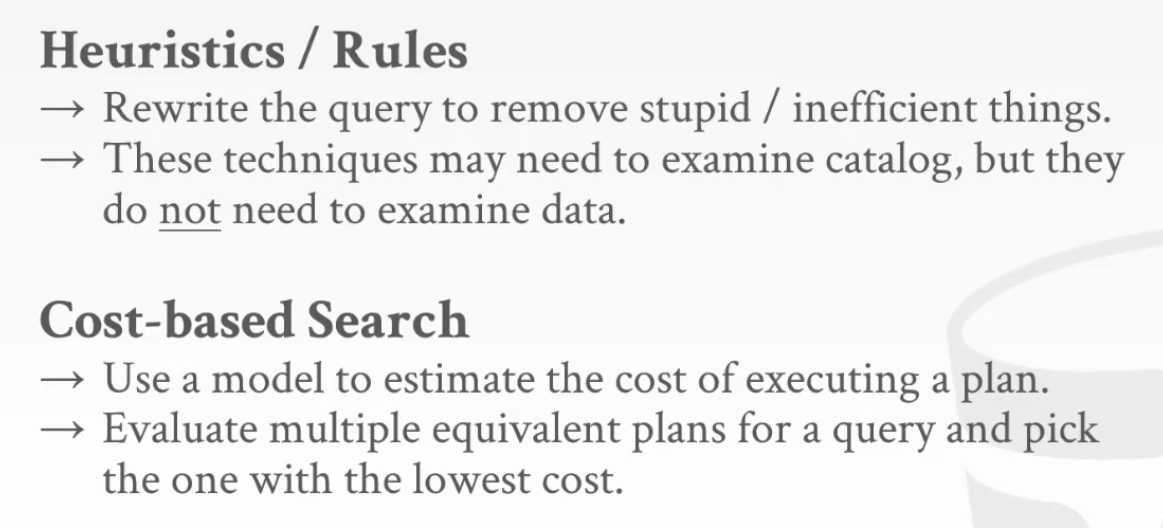 Heuristics / Rules
→ Rewrite the query to remove stupid / inefficient things.
→ These techniques may need to examine catalog, but they
do not need to examine data.
Cost-based Search
→ Use a model to estimate the cost of executing a plan.
→ Evaluate multiple equivalent plans for a query and pick
the one with the lowest cost.